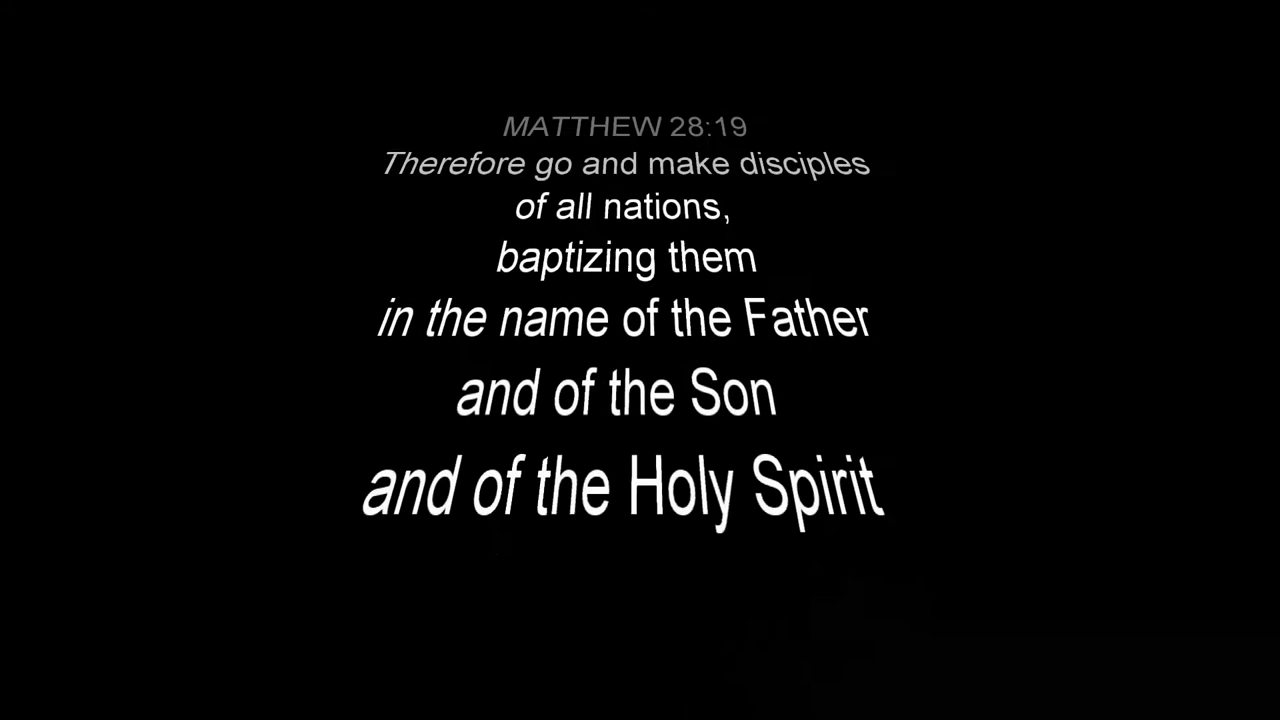 MATTHEW 28:19
Therefore go and make disciples
of all nations,
baptizing them
in the name of the Father
and of the Son
and of the Holy Spirit